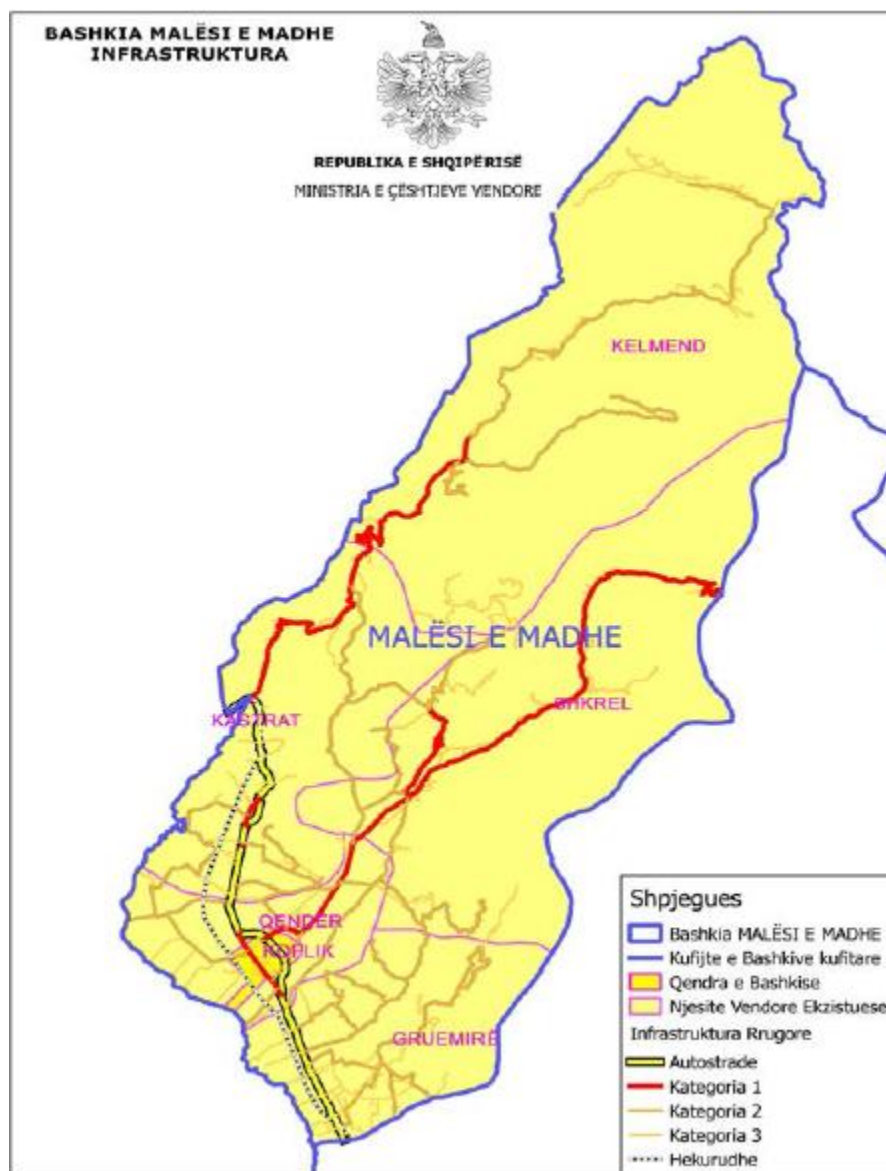 BASHKIA MALËSI E MADHE
INFRASTRUKTURA
REPUBLIKA E SHQIPËRISË
MINISTRIA E ÇËSHTJEVE VENDORE
KELMEND
MALËSI E MADHE
SHKREL
KASTRAT
QENDËR
KOPLIK
GRUEMIRË
Shpjegues
Bashkia MALËSI E MADHE
Kufijte e Bashkive kufitare
Qendra e Bashkise
Njesite Vendore Ekzistuese
Infrastruktura Rrugore
Autostrade
Kategoria 1
Kategoria 2
Kategoria 3
Hekurudhe